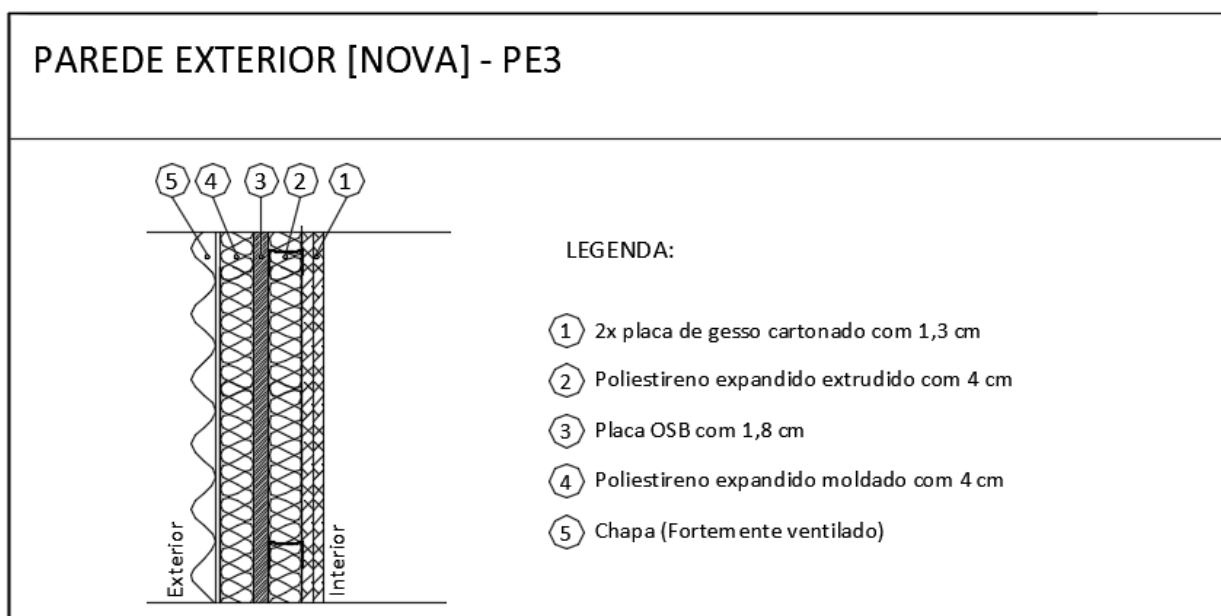 PAREDE EXTERIOR [NOVA] - PE3
5 4 3 2 1
LEGENDA:
1 2x placa de gesso cartonado com 1,3 cm
2 Poliestireno expandido extrudido com 4 cm
3 Placa OSB com 1,8 cm
4 Poliestireno expandido moldado com 4 cm
5 Chapa (Fortemente ventilado)
Exterior
Interior